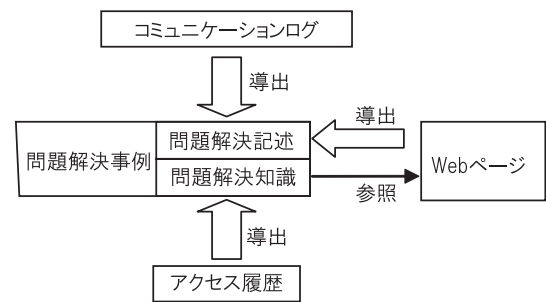 コミュニケーションログ
導出
導出
問題解決記述
問題解決事例
Webページ
問題解決知識
参照
導出
アクセス履歴